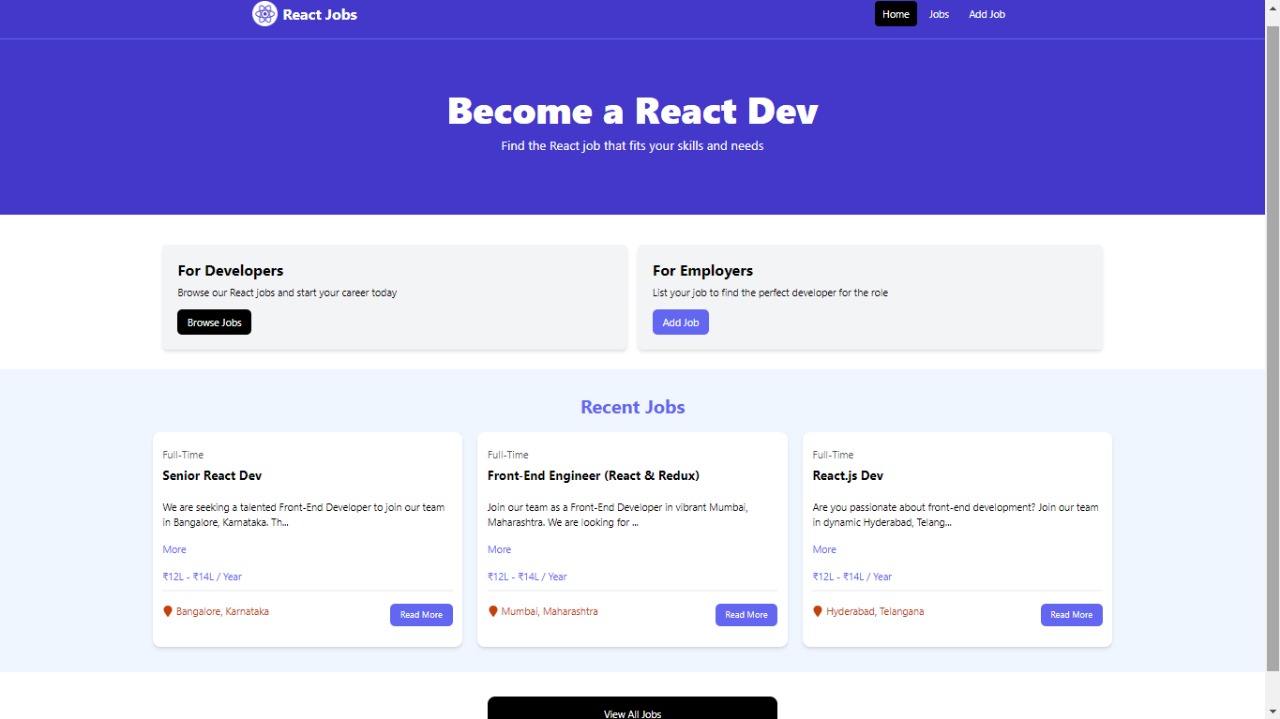 React Jobs
Home
Jobs
Add Job
Become a React Dev
Find the React job that fits your skills and needs
For Developers
Browse our React jobs and start your career today
Browse Jobs
For Employers
List your job to find the perfect developer for the role
Add Job
Recent Jobs
Full-Time
Senior React Dev
We are seeking a talented Front-End Developer to join our team
in Bangalore, Karnataka. Th...
More
₹12L - ₹14L / Year
Bangalore, Karnataka
Read More
Full-Time
Front-End Engineer (React & Redux)
Join our team as a Front-End Developer in vibrant Mumbai,
Maharashtra. We are looking for ...
More
₹12L - ₹14L / Year
Mumbai, Maharashtra
Read More
Full-Time
React.js Dev
Are you passionate about front-end development? Join our team
in dynamic Hyderabad, Telang...
More
₹12L - ₹14L / Year
Hyderabad, Telangana
Read More
View All Jobs